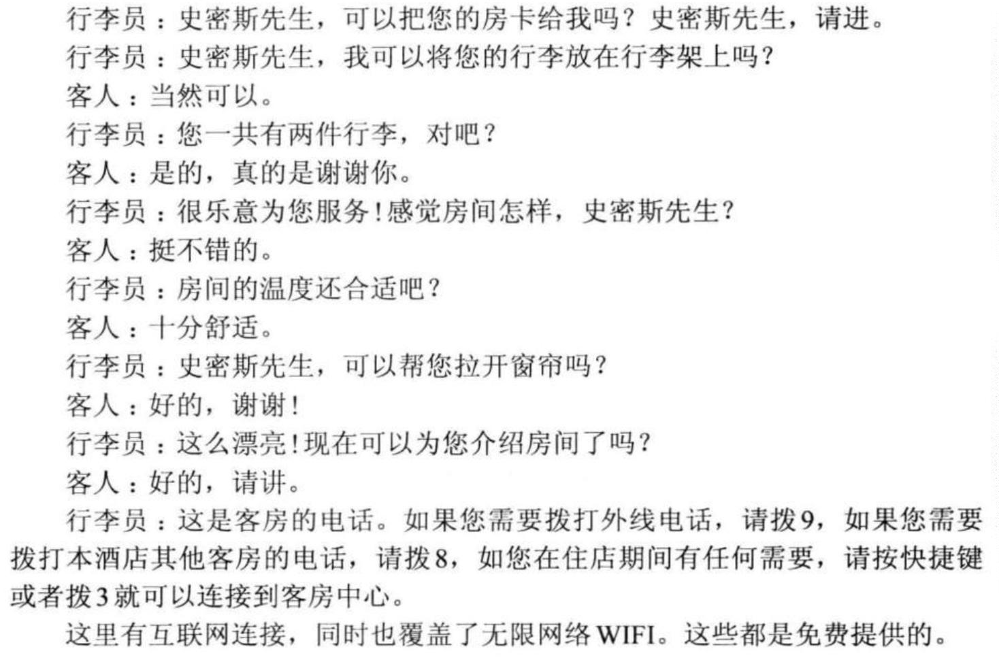 行李员：史密斯先生，可以把您的房卡给我吗？史密斯先生，请进。
行李员：史密斯先生，我可以将您的行李放在行李架上吗？
客人：当然可以。
行李员：您一共有两件行李，对吧？
客人：是的，真的是谢谢你。
行李员：很乐意为您服务！感觉房间怎样，史密斯先生？
客人：挺不错的。
行李员：房间的温度还合适吧？
客人：十分舒适。
行李员：史密斯先生，可以帮您拉开窗帘吗？
客人：好的，谢谢！
行李员：这么漂亮！现在可以为您介绍房间了吗？
客人：好的，请讲。
行李员：这是客房的电话。如果您需要拨打外线电话，请拨9，如果您需要
拨打本酒店其他客房的电话，请拨8，如您在住店期间有任何需要，请按快捷键
或者拨3就可以连接到客房中心。
这里有互联网连接，同时也覆盖了无限网络WIFI。这些都是免费提供的。